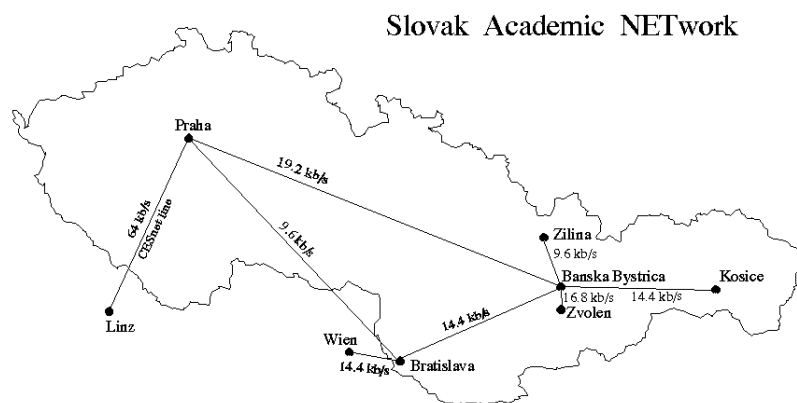 Slovak Academic NETwork
Praha
19.2 kb/s
64 kb/s
CESnet line
9.6 kb/s
Zilina
9.6 kb/s
Banska Bystrica
Kosice
16.8 kb/s
14.4 kb/s
Zvolen
Linz
14.4 kb/s
Wien
14.4 kb/s
Bratislava